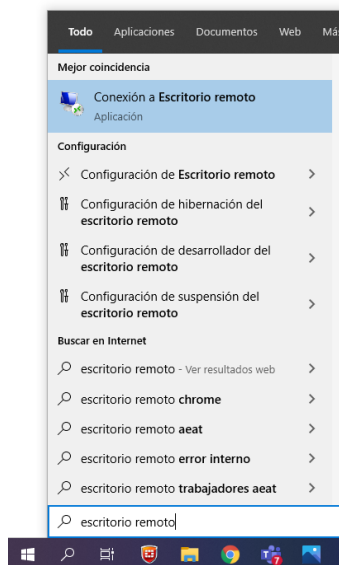 Todo Aplicaciones Documentos Web Más
Mejor coincidencia
Conexión a Escritorio remoto
Aplicación
Configuración
Configuración de Escritorio remoto
Configuración de hibernación del
escritorio remoto
Configuración de desarrollador del
escritorio remoto
Configuración de suspensión del
escritorio remoto
Buscar en Internet
escritorio remoto - Ver resultados web
escritorio remoto chrome
escritorio remoto aeat
escritorio remoto error interno
escritorio remoto trabajadores aeat
escritorio remoto
7